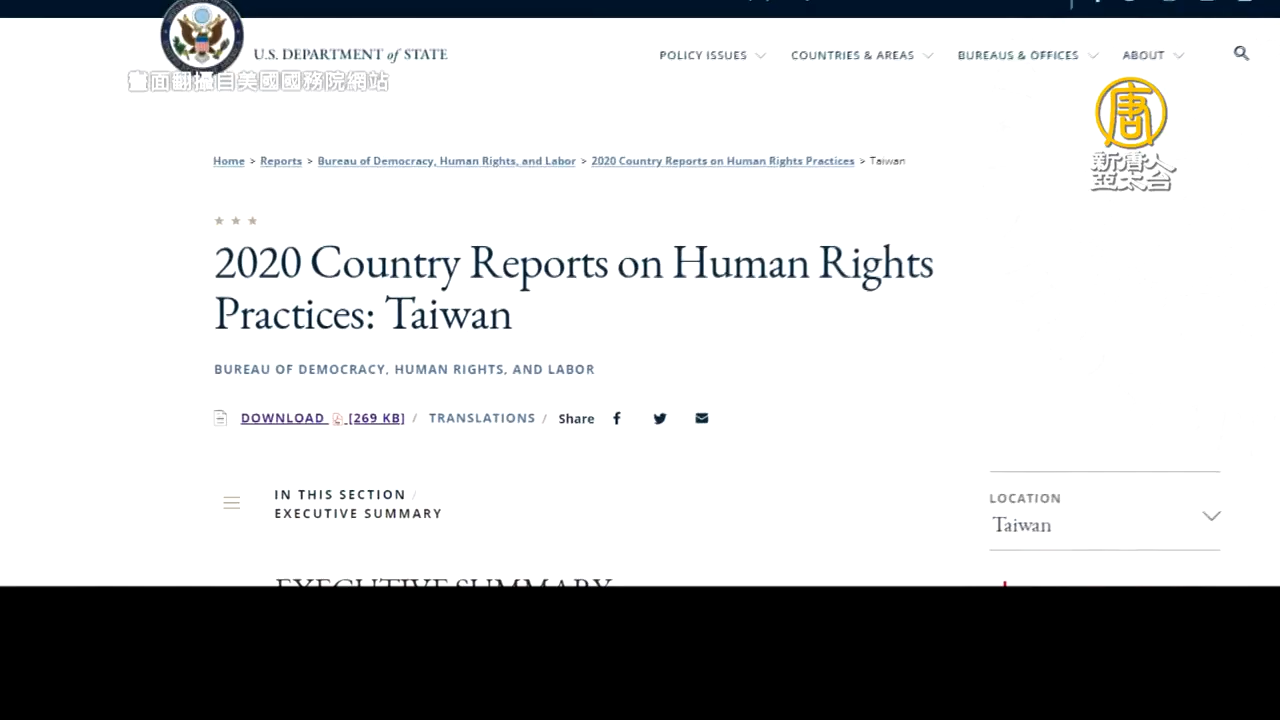 U.S. DEPARTMENT of STATE
POLICY ISSUES
COUNTRIES & AREAS
BUREAUS & OFFICES
ABOUT
畫面翻攝自美國國務院網站
唐
新唐人
亞太台
Home > Reports > Bureau of Democracy, Human Rights, and Labor > 2020 Country Reports on Human Rights Practices > Taiwan
2020 Country Reports on Human Rights
Practices: Taiwan
BUREAU OF DEMOCRACY, HUMAN RIGHTS, AND LABOR
DOWNLOAD [269 KB] / TRANSLATIONS / Share
IN THIS SECTION /
EXECUTIVE SUMMARY
LOCATION
Taiwan
EXECUTIVE SUMMARY